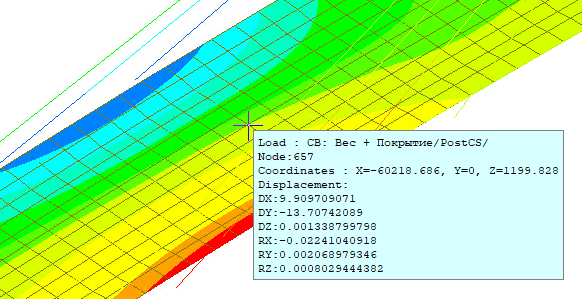 Load : СВ: Вес + Покрытие/PostCS/
Node:657
Coordinates : X=-60218.686, Y=0, Z=1199.828
Displacement:
DX:9.909709071
DY:-13.70742089
DZ:0.001338799798
RX:-0.02241040918
RY:0.002068979346
RZ:0.0008029444382